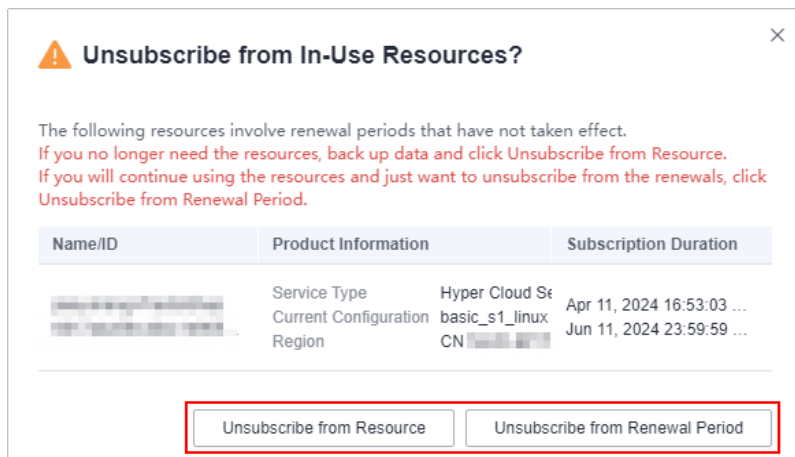 Unsubscribe from In-Use Resources?
The following resources involve renewal periods that have not taken effect.
If you no longer need the resources, back up data and click Unsubscribe from Resource.
If you will continue using the resources and just want to unsubscribe from the renewals, click
Unsubscribe from Renewal Period.
Name/ID Product Information Subscription Duration
Service Type Hyper Cloud Se
Current Configuration basic_s1_linux
Region CN
Apr 11, 2024 16:53:03 ...
Jun 11, 2024 23:59:59 ...
Unsubscribe from Resource Unsubscribe from Renewal Period